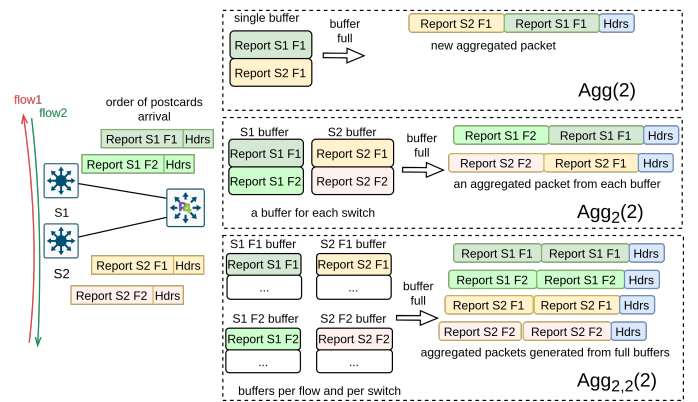 flow1
flow2
order of postcards
arrival
Report S1 F1 Hdrs
Report S1 F2 Hdrs
S1
P4
S2
Report S2 F1 Hdrs
Report S2 F2 Hdrs
single buffer
Report S1 F1
Report S2 F1
buffer
full
Report S2 F1 Report S1 F1 Hdrs
new aggregated packet
Agg(2)
S1 buffer S2 buffer
Report S1 F1 Report S2 F1
Report S1 F2 Report S2 F2
a buffer for each switch
buffer
full
Report S1 F2 Report S1 F1 Hdrs
Report S2 F2 Report S2 F1 Hdrs
an aggregated packet from each buffer
Agg2(2)
S1 F1 buffer S2 F1 buffer
Report S1 F1 Report S2 F1
... ...
S1 F2 buffer S2 F2 buffer
Report S1 F2 Report S2 F2
... ...
buffers per flow and per switch
buffer
full
Report S2 F1 Report S1 F1 Hdrs
Report S1 F2 Report S1 F2 Hdrs
Report S2 F1 Report S2 F1 Hdrs
Report S2 F2 Report S2 F2 Hdrs
aggregated packets generated from full buffers
Agg2,2(2)